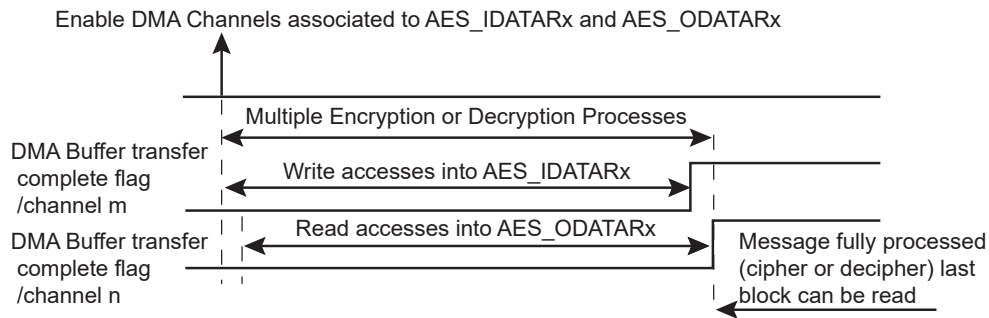 Enable DMA Channels associated to AES_IDATARx and AES_ODATARx
Multiple Encryption or Decryption Processes
DMA Buffer transfer
complete flag
/channel m
Write accesses into AES_IDATARx
DMA Buffer transfer
complete flag
/channel n
Read accesses into AES_ODATARx
Message fully processed
(cipher or decipher) last
block can be read